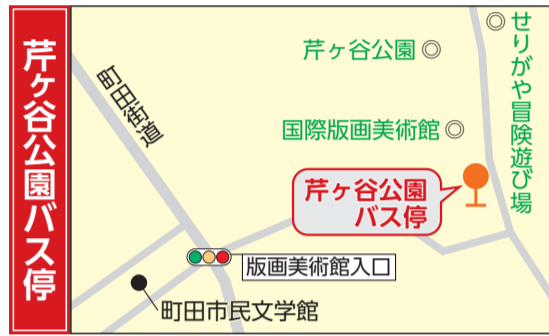 芹ヶ谷公園バス停
町田街道
芹ヶ谷公園
国際版画美術館
せりがや冒険遊び場
芹ヶ谷公園
バス停
版画美術館入口
町田市民文学館